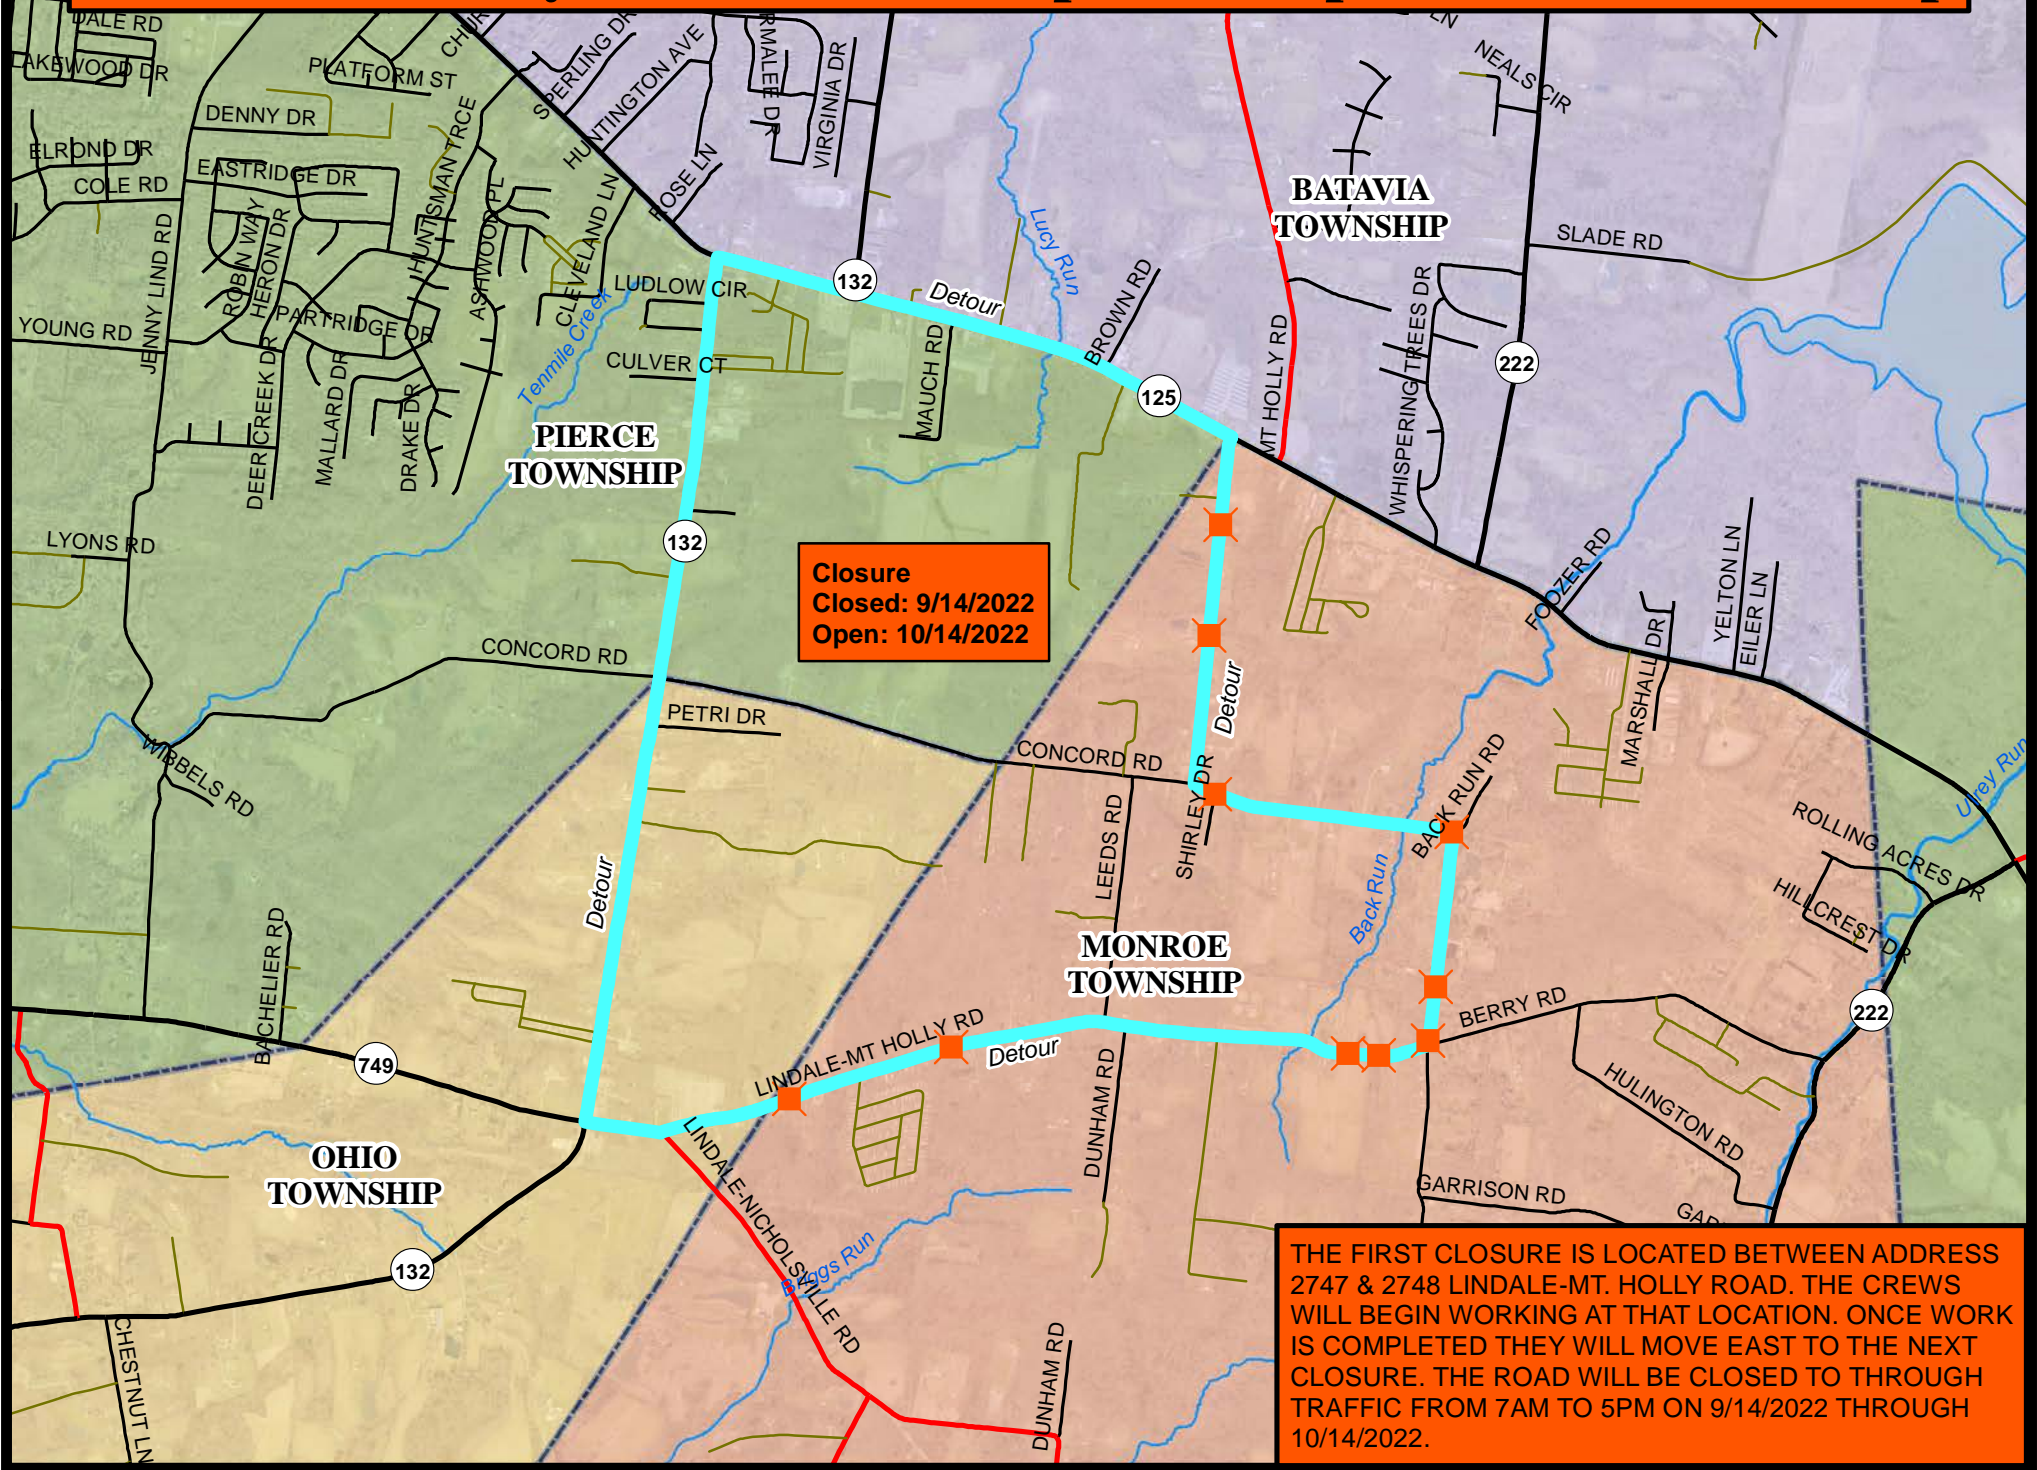 DALE RD
LAKEWOOD DR
PLATFORM ST
SPERLING DR
HUNTINGTON AVE
VIRGINIA DR
NEALS CIR
DENNY DR
ELROND DR
COLE RD
EASTRIDGE DR
HUNTSMAN TRCE
ROSE LN
BATAVIA
TOWNSHIP
SLADE RD
JENNY LIND RD
ROBIN WAY
HERON DR
ASHWOOD PL
CLEVELAND LN
Lucy Run
LUDLOW CIR
132
Detour
BROWN RD
YOUNG RD
PARTRIDGE DR
Tenmile Creek
CULVER CT
MAUCH RD
125
MT HOLLY RD
WHISPERING TREES DR
222
DEERCREEK DR
MALLARD DR
DRAKE DR
PIERCE
TOWNSHIP
132
LYONS RD
Closure
Closed: 9/14/2022
Open: 10/14/2022
FOOZER RD
YELTON LN
EILER LN
MARSHALL DR
CONCORD RD
PETRI DR
Detour
CONCORD RD
SHIRLEY DR
BACK RUN RD
WIBBELS RD
LEEDS RD
Ulrey Run
ROLLING ACRES DR
HILLCREST DR
Detour
Back Run
BACHELIER RD
MONROE
TOWNSHIP
222
749
LINDALE-MT HOLLY RD
Detour
BERRY RD
DUNHAM RD
HULINGTON RD
OHIO
TOWNSHIP
LINDALE-NICHOLSVILLE RD
GARRISON RD
132
Briggs Run
CHESTNUT LN
DUNHAM RD
THE FIRST CLOSURE IS LOCATED BETWEEN ADDRESS
2747 & 2748 LINDALE-MT. HOLLY ROAD. THE CREWS
WILL BEGIN WORKING AT THAT LOCATION. ONCE WORK
IS COMPLETED THEY WILL MOVE EAST TO THE NEXT
CLOSURE. THE ROAD WILL BE CLOSED TO THROUGH
TRAFFIC FROM 7AM TO 5PM ON 9/14/2022 THROUGH
10/14/2022.